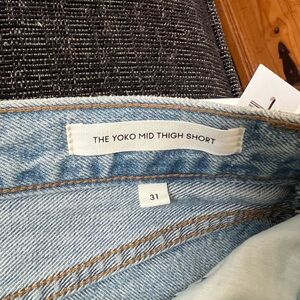 THE YOKO MID THIGH SHORT
31